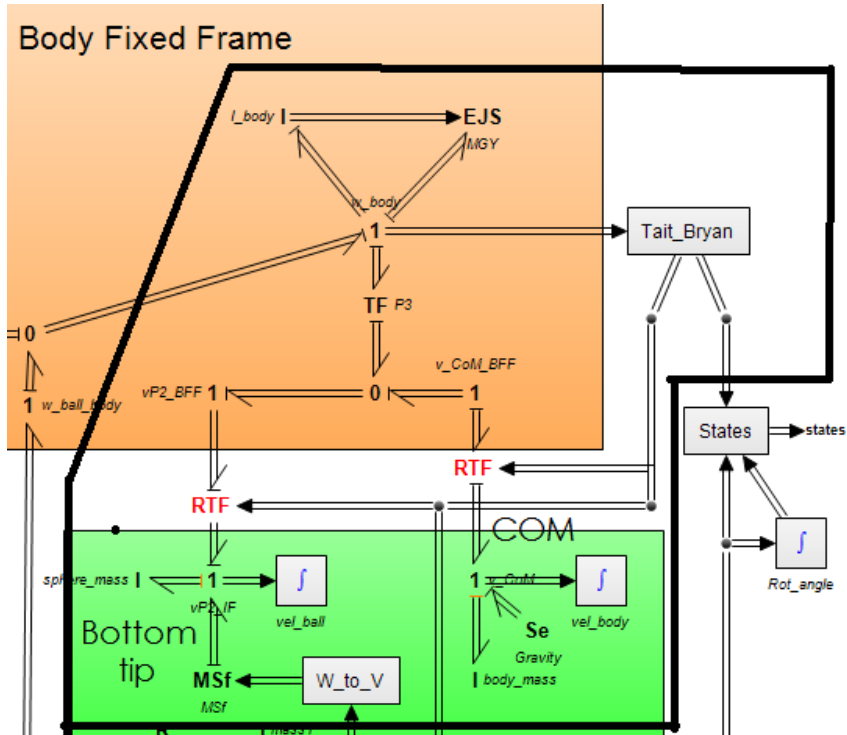 Body Fixed Frame
I_body I
EJS
MGY
w_body
1
Tait_Bryan
TF P3
0
v_CoM_BFF
vP2_BFF 1
0
1
1 w_ball_body
States
states
RTF
RTF
COM
∫
Rot_angle
sphere_mass I
1
∫
1
v_CoM
∫
vP2_IF
vel_ball
vel_body
Se
Gravity
Bottom
tip
MSf
MSf
W_to_V
I body_mass